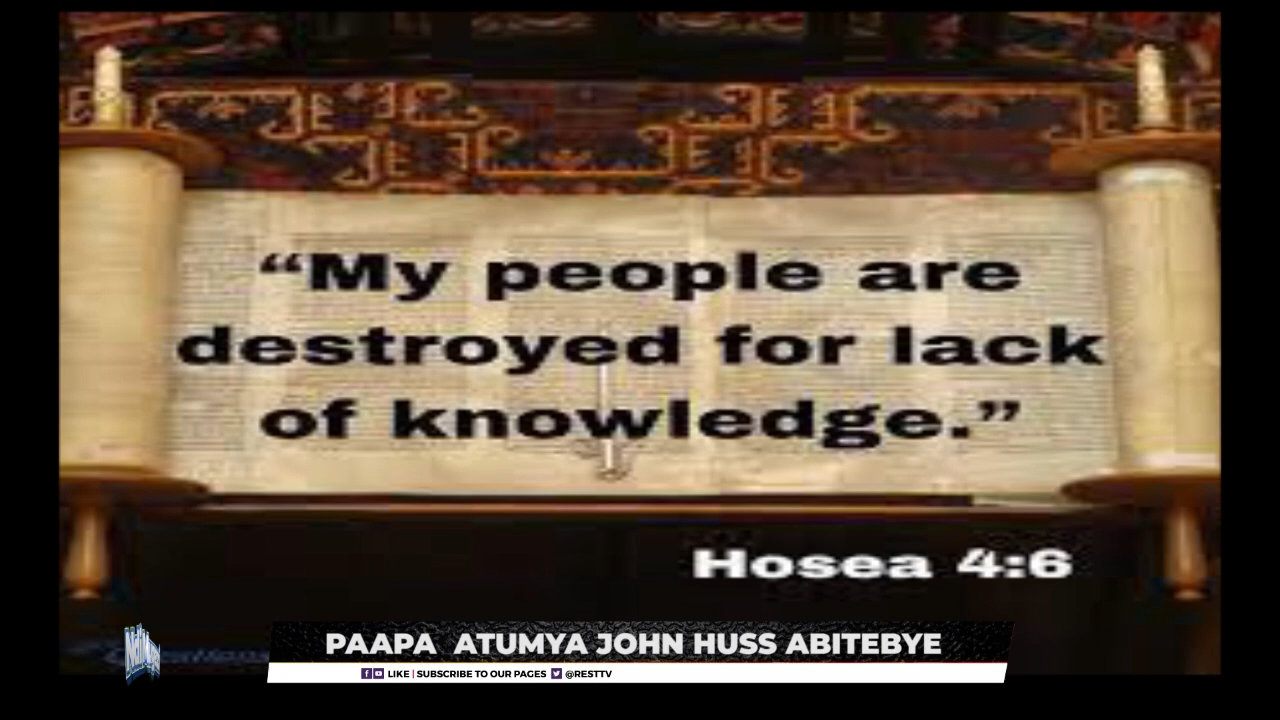 “My people are
destroyed for lack
of knowledge.”
Hosea 4:6
PAAPA ATUMYA JOHN HUSS ABITEBYE
LIKE | SUBSCRIBE TO OUR PAGES @RESTTV